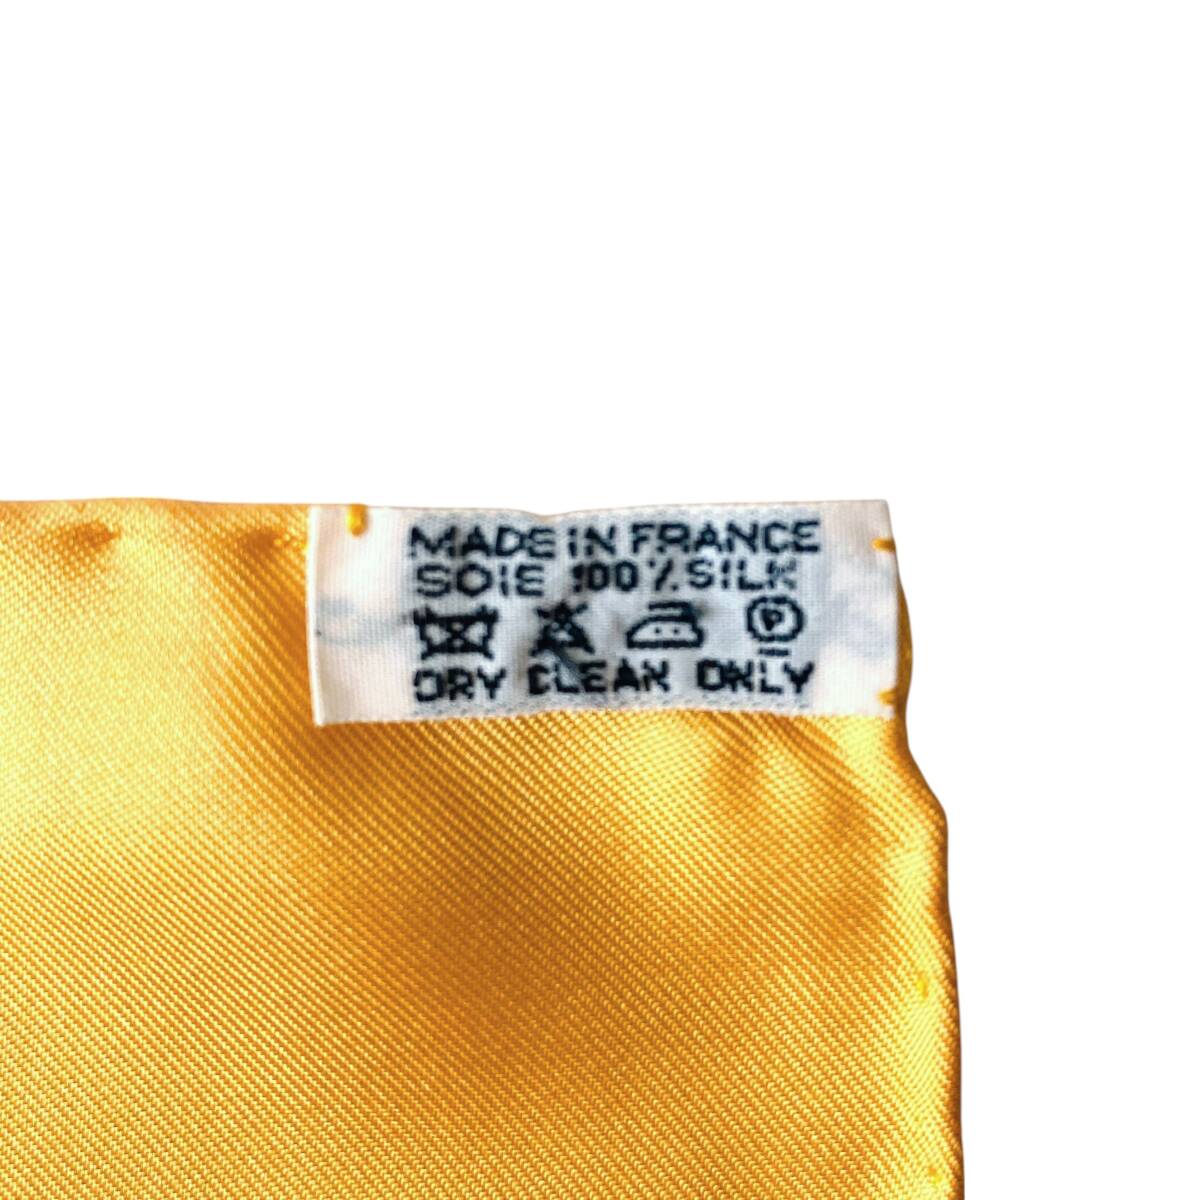 MADE IN FRANCE
SOIE 100% SILK
P
DRY CLEAN ONLY